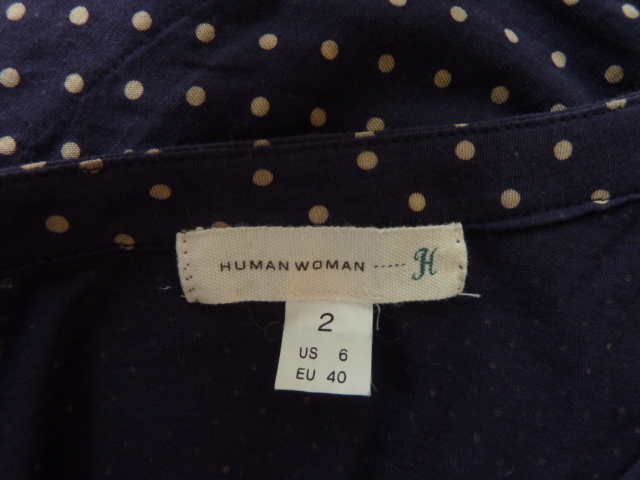 HUMAN WOMAN ----- H
2
US 6
EU 40